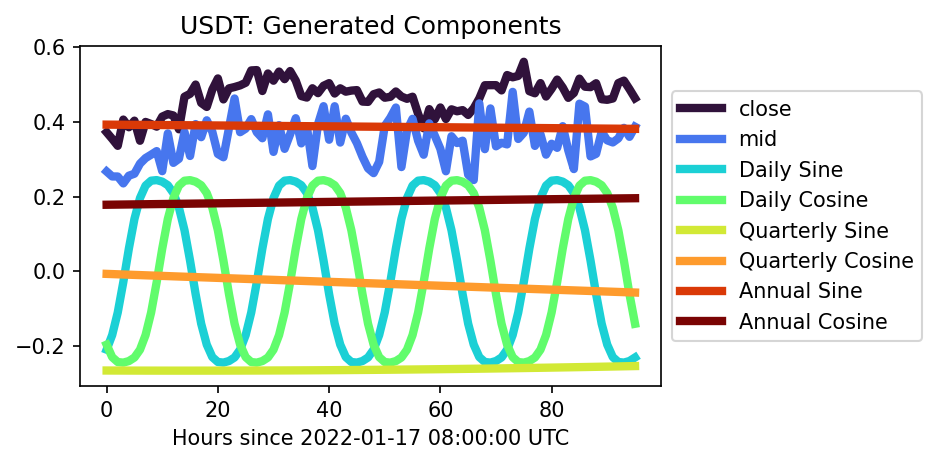 USDT: Generated Components
0.6
0.4
0.2
0.0
−0.2
0
20
40
60
80
Hours since 2022-01-17 08:00:00 UTC
close
mid
Daily Sine
Daily Cosine
Quarterly Sine
Quarterly Cosine
Annual Sine
Annual Cosine